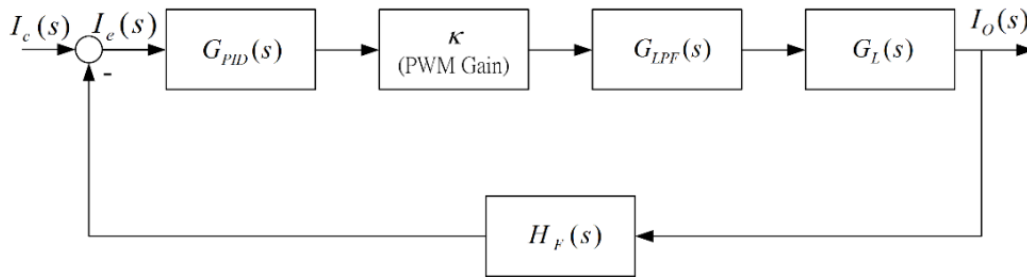 I_c(s) I_e(s) I_O(s)
G_PID(s) κ G_LPF(s) G_L(s)
(PWM Gain)
-
H_F(s)